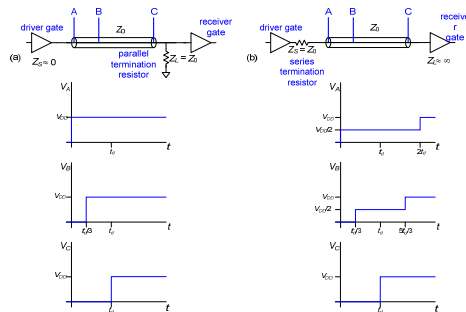 A B C
driver gate
Z0
receiver gate
(a)
ZS ≈ 0
parallel termination resistor
ZL = Z0
VA
VDD
td
t
VB
VDD
td/3
td
t
VC
VDD
td
t
A B C
driver gate
Z0
receive
r
gate
(b)
ZS = Z0
series termination resistor
ZL ≈ ∞
VA
VDD
VDD/2
td
2td
t
VB
VDD
VDD/2
td/3
td
5td/3
t
VC
VDD
td
t